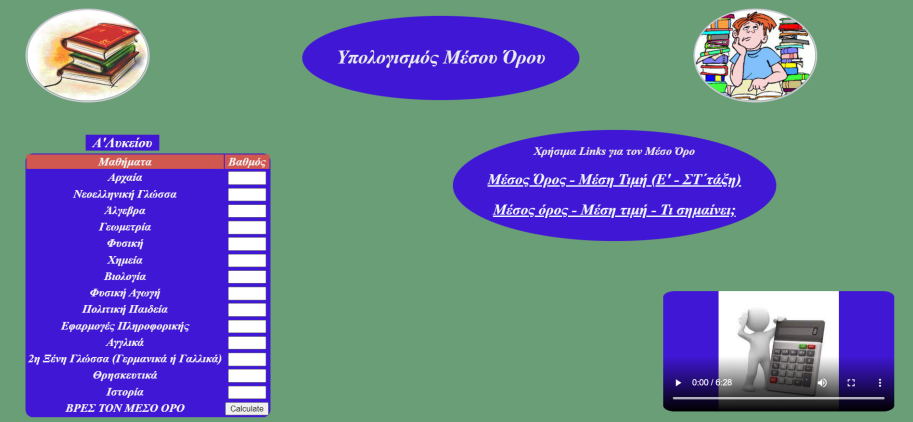 Υπολογισμός Μέσου Όρου
Α'Λυκείου
Μαθήματα Βαθμός
Αρχαία
Νεοελληνική Γλώσσα
Άλγεβρα
Γεωμετρία
Φυσική
Χημεία
Βιολογία
Φυσική Αγωγή
Πολιτική Παιδεία
Εφαρμογές Πληροφορικής
Αγγλικά
2η Ξένη Γλώσσα (Γερμανικά ή Γαλλικά)
Θρησκευτικά
Ιστορία
ΒΡΕΣ ΤΟΝ ΜΕΣΟ ΟΡΟ Calculate
Χρήσιμα Links για τον Μέσο Όρο
Μέσος Όρος - Μέση Τιμή (Ε' - ΣΤ΄τάξη)
Μέσος όρος - Μέση τιμή - Τι σημαίνει;
0:00 / 6:28